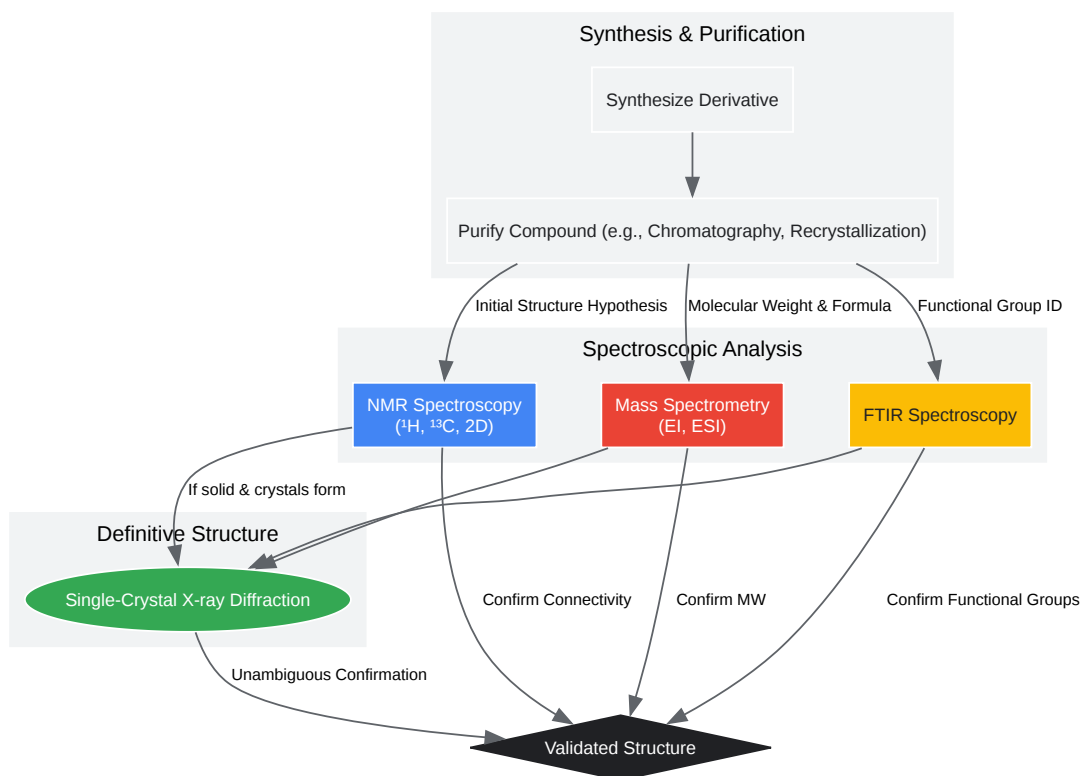 Synthesis & Purification
Synthesize Derivative
Purify Compound (e.g., Chromatography, Recrystallization)
Initial Structure Hypothesis
Molecular Weight & Formula
Functional Group ID
Spectroscopic Analysis
NMR Spectroscopy
(¹H, ¹³C, 2D)
Mass Spectrometry
(EI, ESI)
FTIR Spectroscopy
If solid & crystals form
Definitive Structure
Single-Crystal X-ray Diffraction
Confirm Connectivity
Confirm MW
Confirm Functional Groups
Unambiguous Confirmation
Validated Structure